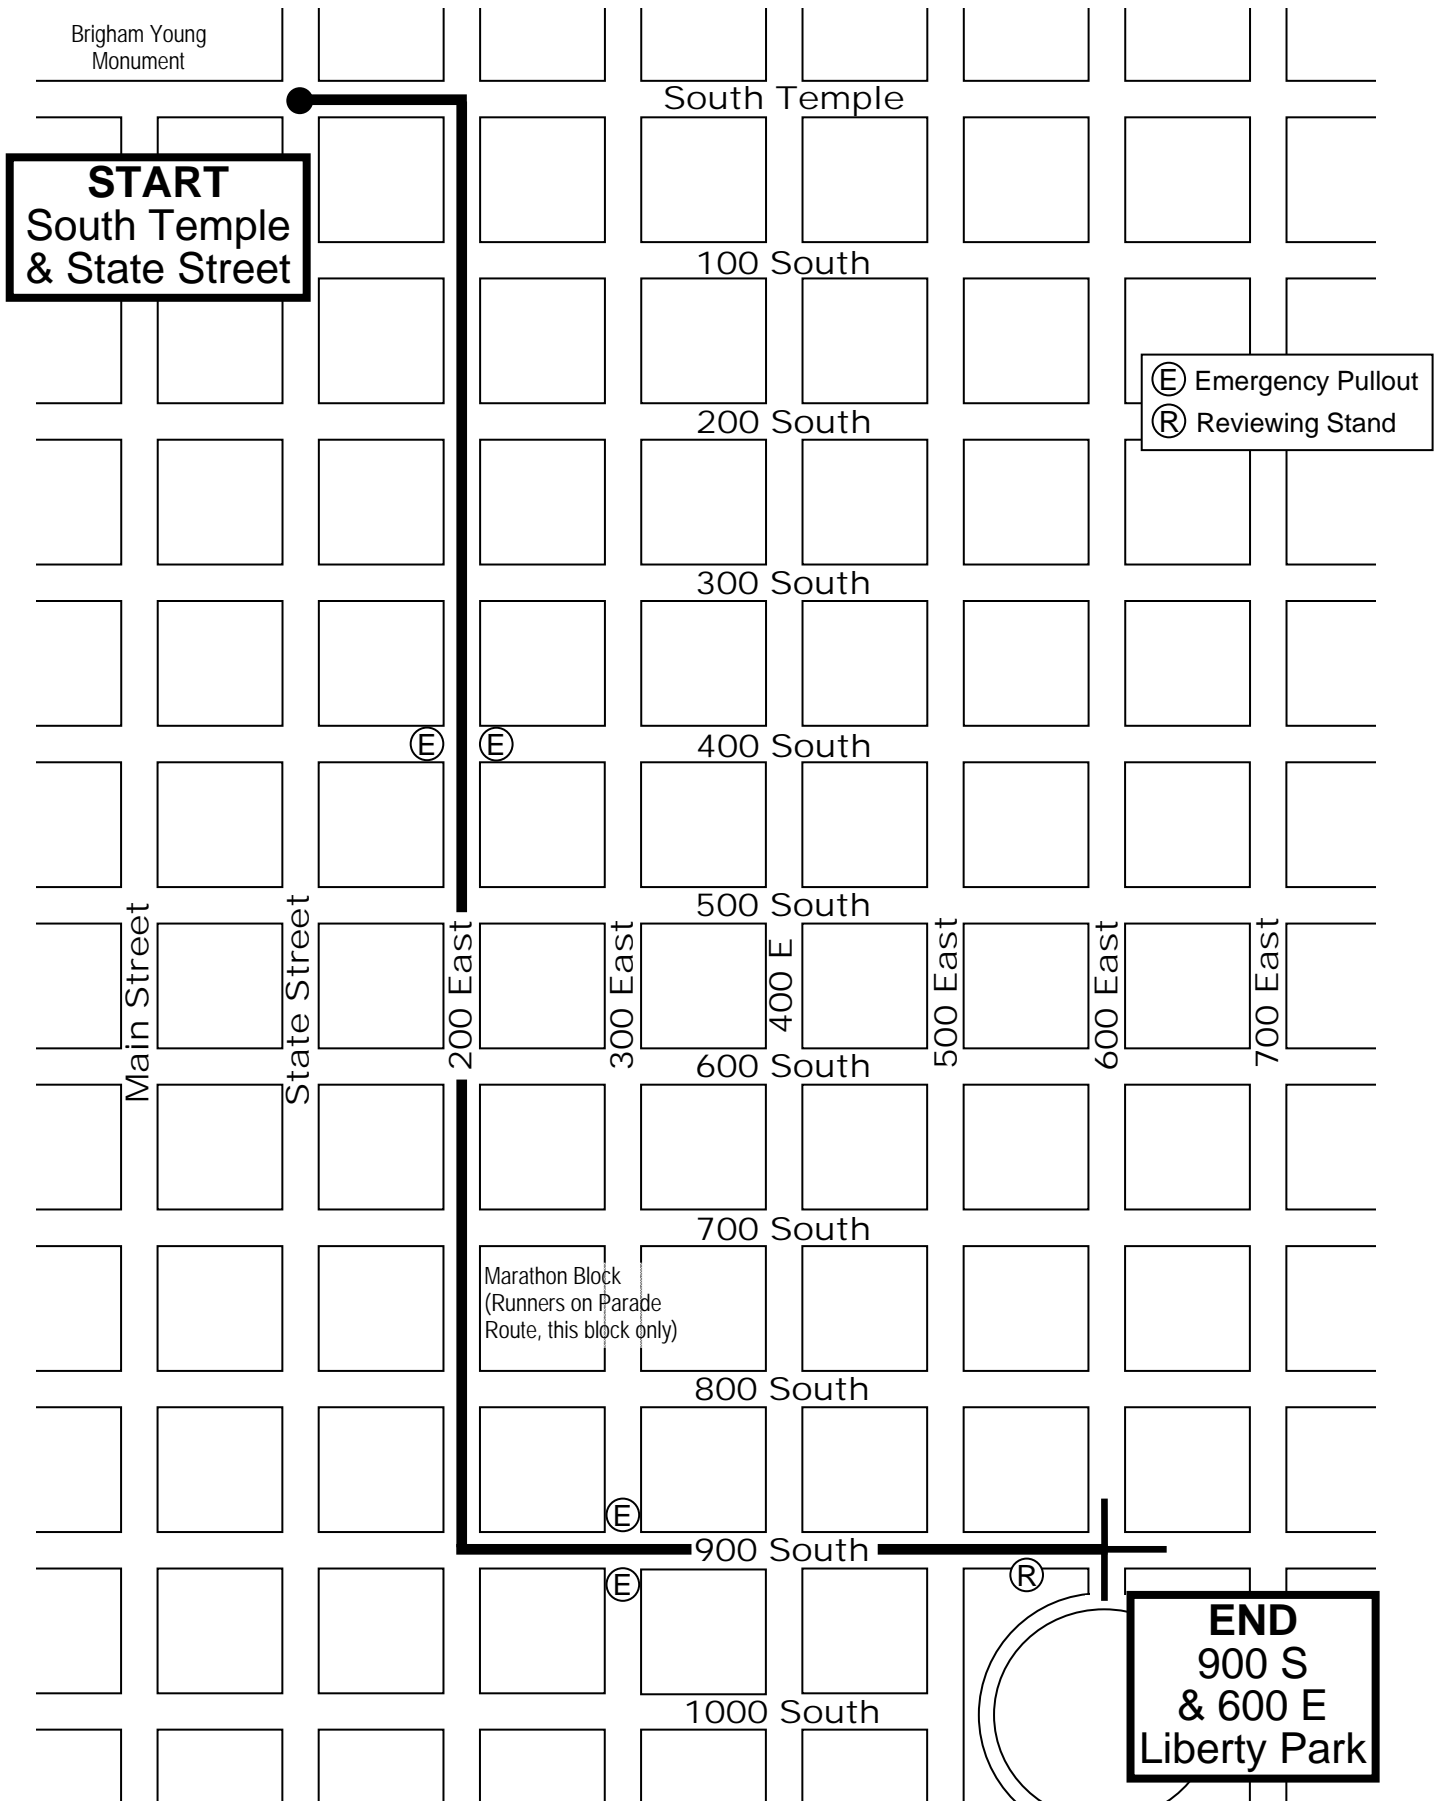 Brigham Young
Monument
South Temple
START
South Temple
& State Street
100 South
E Emergency Pullout
R Reviewing Stand
200 South
300 South
E
E
400 South
500 South
Main Street
State Street
200 East
300 East
400 E
500 East
600 East
700 East
600 South
700 South
Marathon Block
(Runners on Parade
Route, this block only)
800 South
E
900 South
E
R
END
900 S
& 600 E
Liberty Park
1000 South